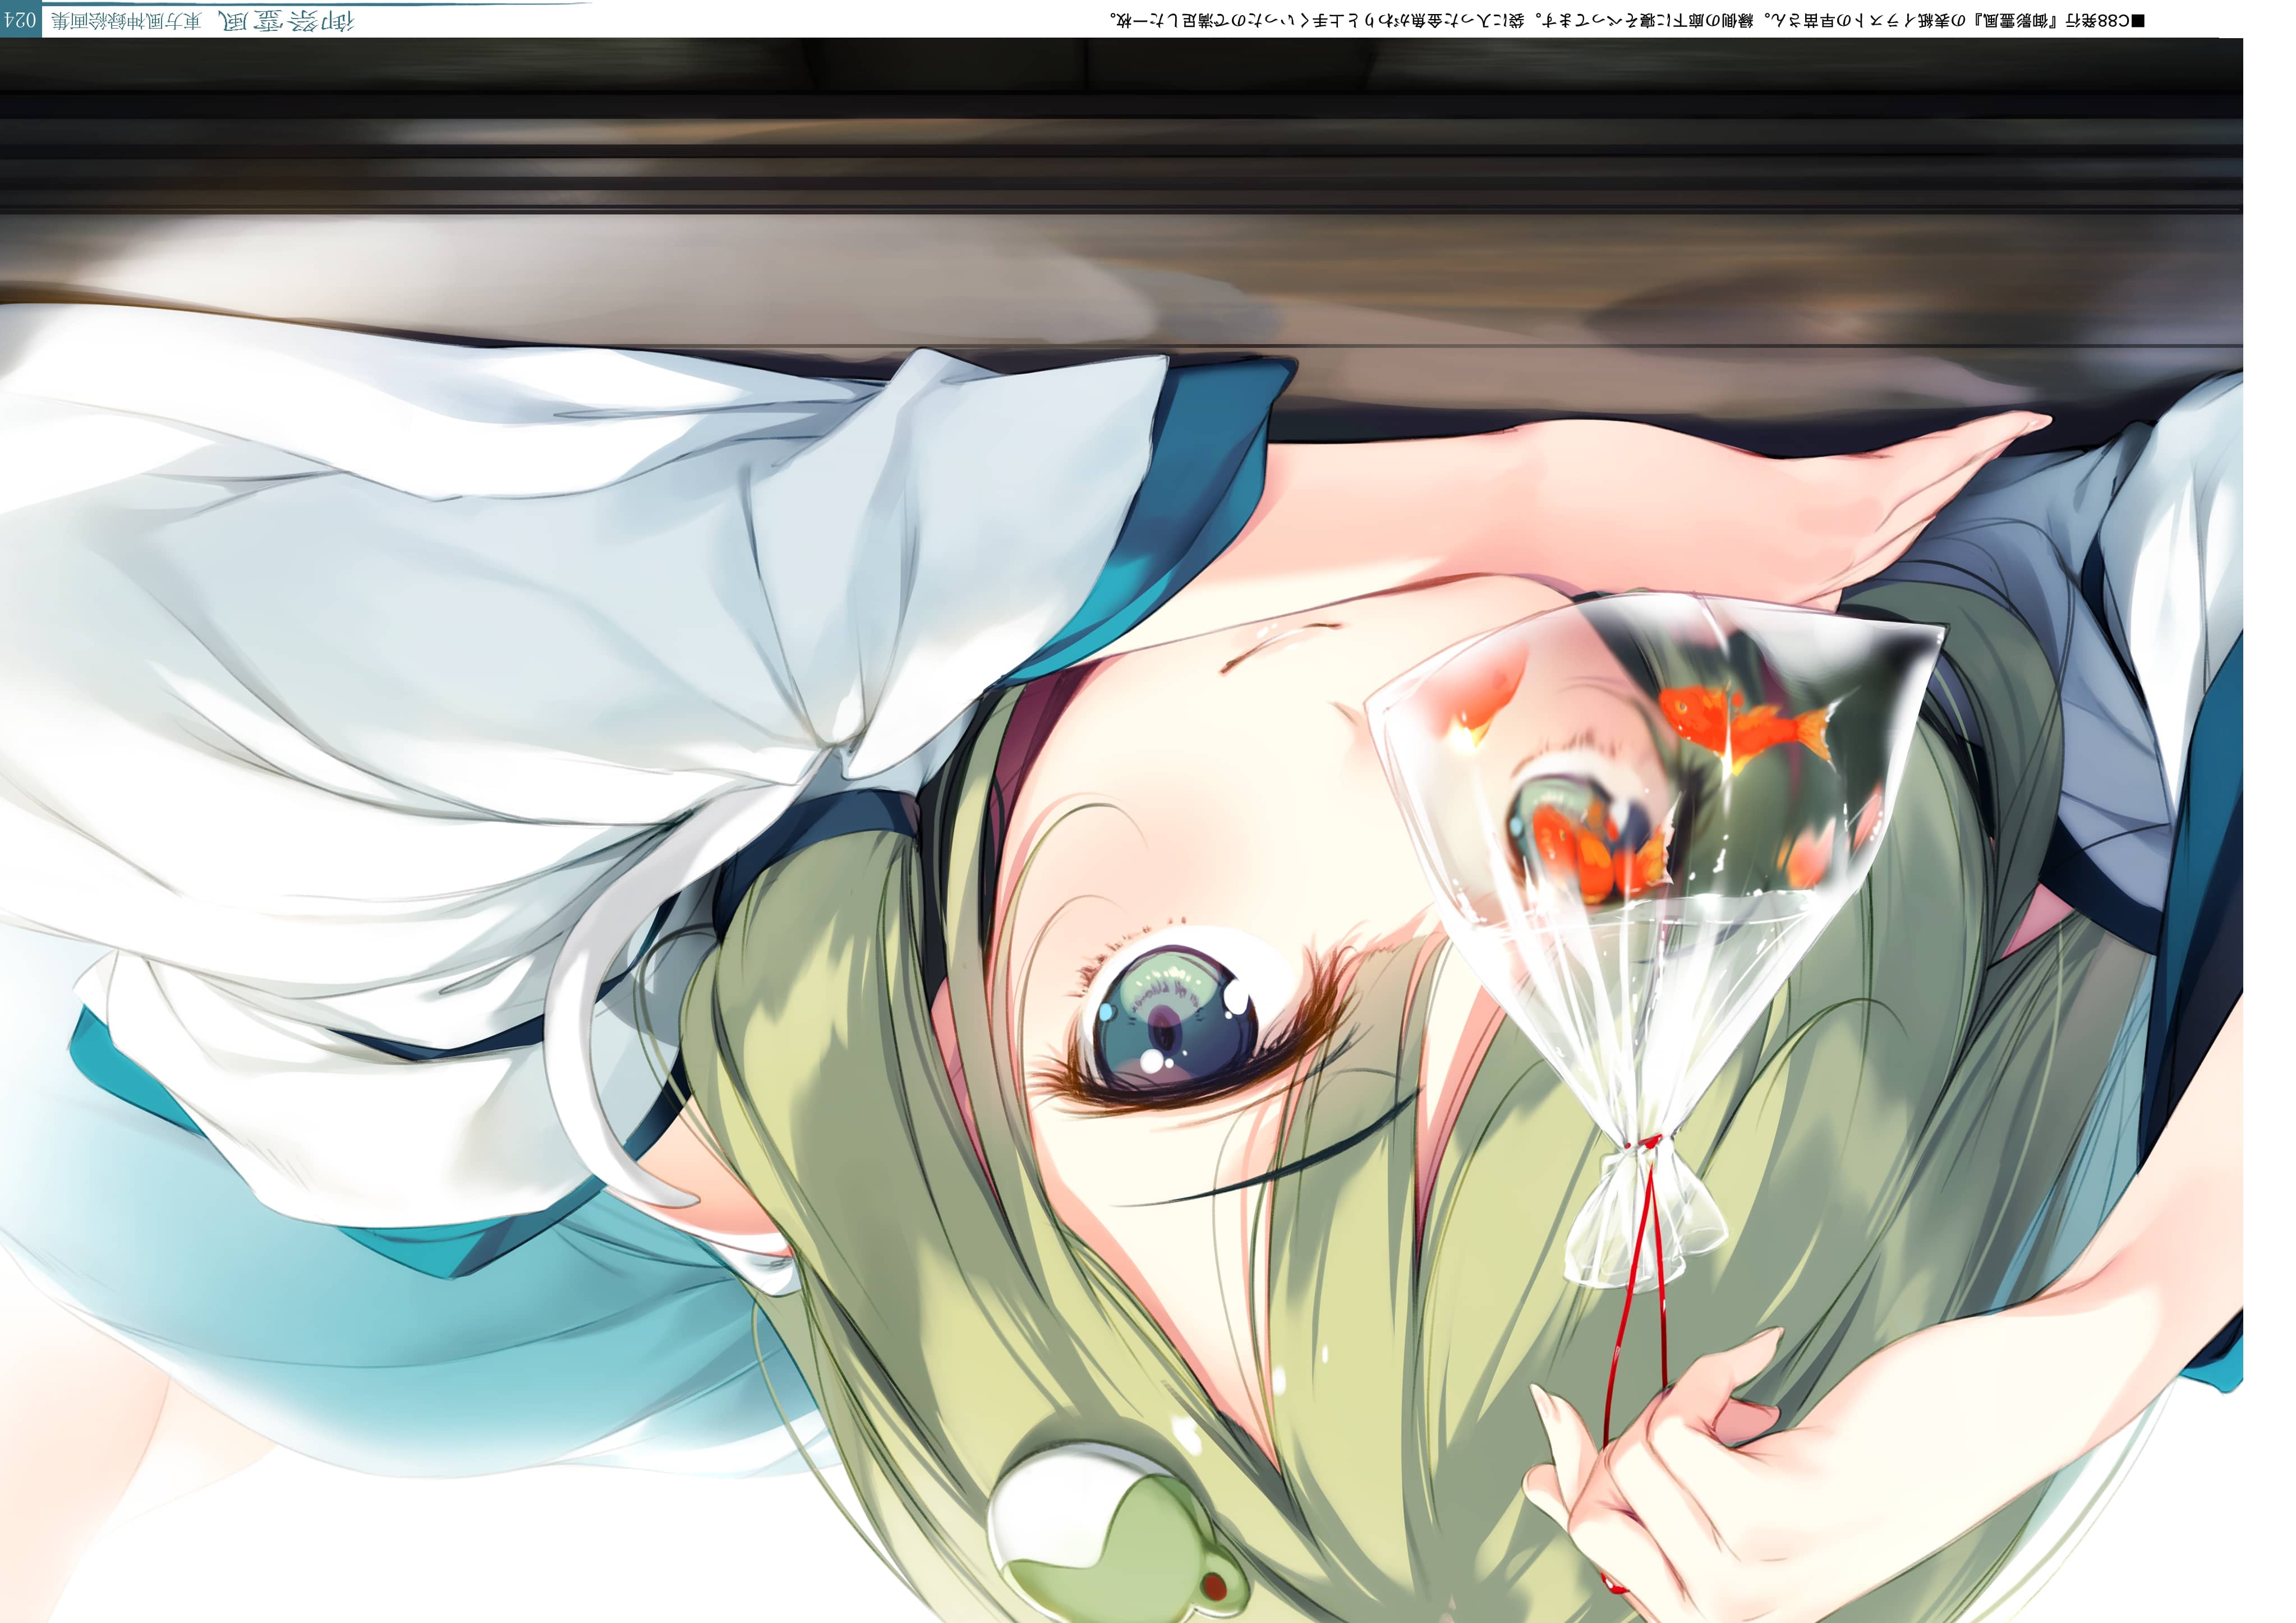 ■C88発行『御影霊風』の表紙イラストの早苗さん。縁側の廊下に寝そべってます。袋に入った金魚がわりと上手くいったので満足した一枚。
御祭霊風 東方風神録絵画集 024